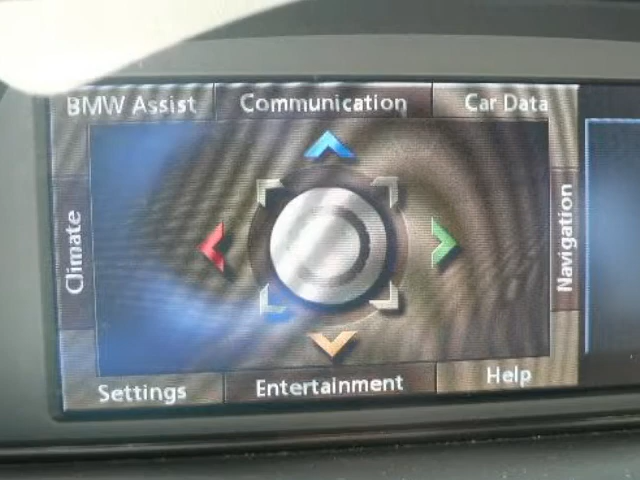 BMW Assist
Communication
Car Data
Climate
Navigation
Settings
Entertainment
Help